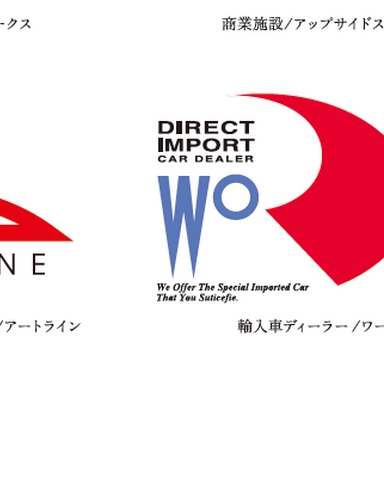 ークス
商業施設/アップサイドス
DIRECT
IMPORT
CAR DEALER
Wo
NE
We Offer The Special Imported Car
That You Suticefie.
/アートライン
輸入車ディーラー/ワー